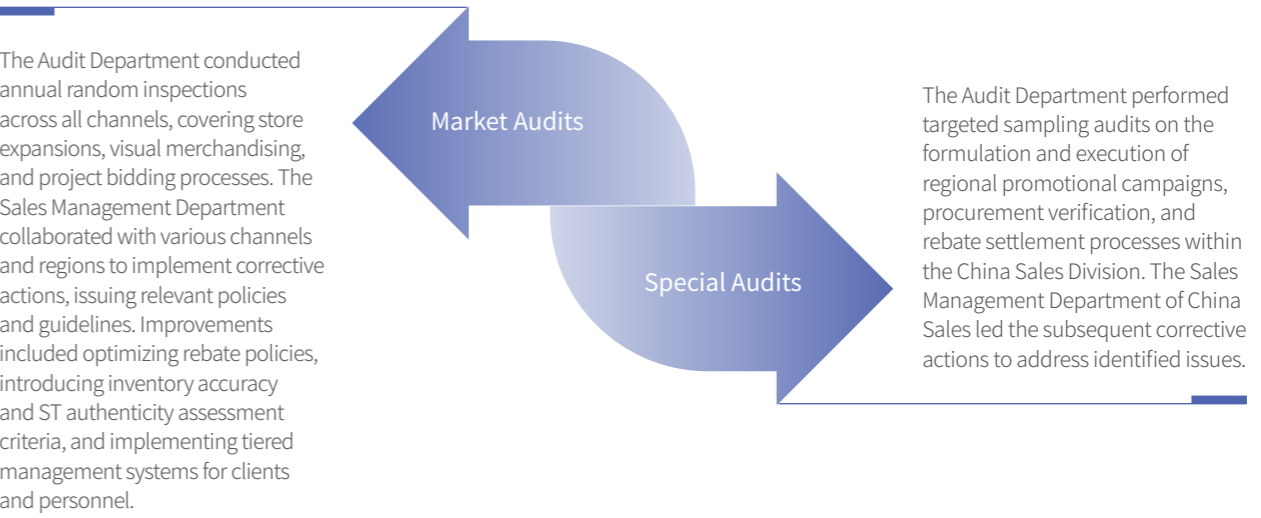 The Audit Department conducted
annual random inspections
across all channels, covering store
expansions, visual merchandising,
and project bidding processes. The
Sales Management Department
collaborated with various channels
and regions to implement corrective
actions, issuing relevant policies
and guidelines. Improvements
included optimizing rebate policies,
introducing inventory accuracy
and ST authenticity assessment
criteria, and implementing tiered
management systems for clients
and personnel.
Market Audits
Special Audits
The Audit Department performed
targeted sampling audits on the
formulation and execution of
regional promotional campaigns,
procurement verification, and
rebate settlement processes within
the China Sales Division. The Sales
Management Department of China
Sales led the subsequent corrective
actions to address identified issues.